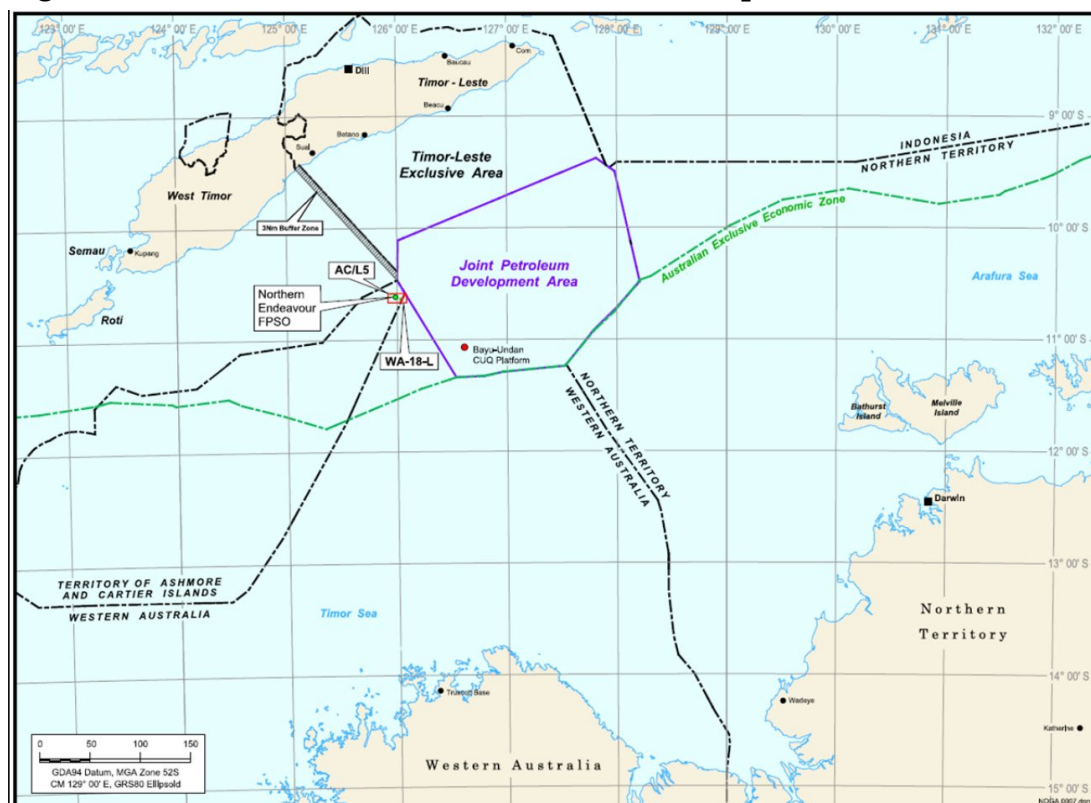 123° 00' E
124° 00' E
125° 00' E
126° 00' E
127° 00' E
128° 00' E
129° 00' E
130° 00' E
131° 00' E
132° 00' E
Com
Baucau
Dili
Timor - Leste
Beacu
Betano
Suai
9° 00' S
INDONESIA
NORTHERN TERRITORY
Timor-Leste
Exclusive Area
West Timor
3Nm Buffer Zone
Australian Exclusive Economic Zone
10° 00' S
Semau
Kupang
Joint Petroleum
Development Area
AC/L5
Arafura Sea
Northern
Endeavour
FPSO
Roti
11° 00' S
WA-18-L
Bayu-Undan
CUQ Platform
NORTHERN TERRITORY
WESTERN AUSTRALIA
Bathurst
Island
Melville
Island
12° 00' S
Darwin
13° 00' S
TERRITORY OF ASHMORE
AND CARTIER ISLANDS
WESTERN AUSTRALIA
Timor Sea
Northern
Territory
14° 00' S
Truscott Base
Wadeye
Katherine
0 50 100 150
GDA94 Datum, MGA Zone 52S
CM 129° 00' E, GRS80 Ellipsoid
Western Australia
15° 00' S